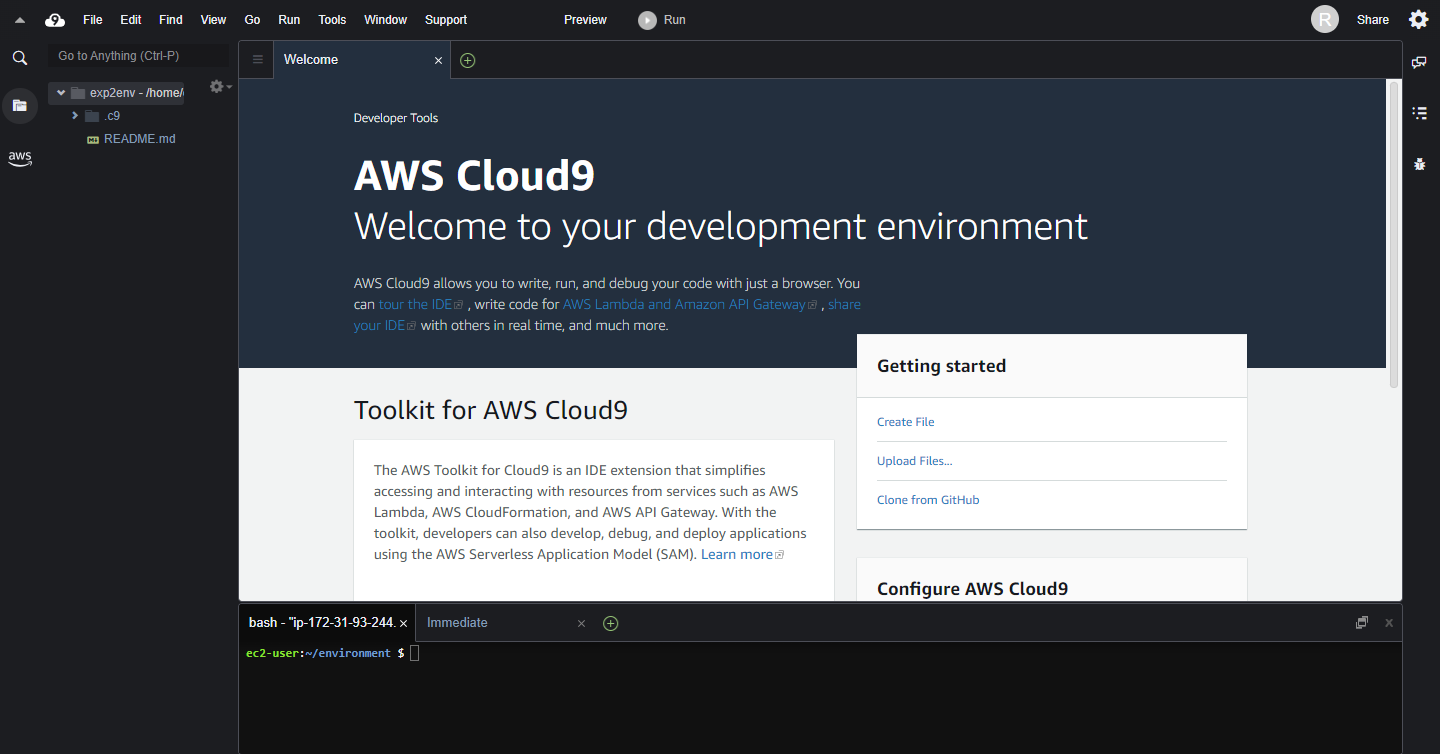 File Edit Find View Go Run Tools Window Support Preview Run R Share
Go to Anything (Ctrl-P)
exp2env - /home/
.c9
README.md
aws
Welcome
Developer Tools
AWS Cloud9
Welcome to your development environment
AWS Cloud9 allows you to write, run, and debug your code with just a browser. You
can tour the IDE , write code for AWS Lambda and Amazon API Gateway , share
your IDE with others in real time, and much more.
Toolkit for AWS Cloud9
The AWS Toolkit for Cloud9 is an IDE extension that simplifies
accessing and interacting with resources from services such as AWS
Lambda, AWS CloudFormation, and AWS API Gateway. With the
toolkit, developers can also develop, debug, and deploy applications
using the AWS Serverless Application Model (SAM). Learn more
Getting started
Create File
Upload Files...
Clone from GitHub
Configure AWS Cloud9
bash - "ip-172-31-93-244. Immediate
ec2-user:~/environment $